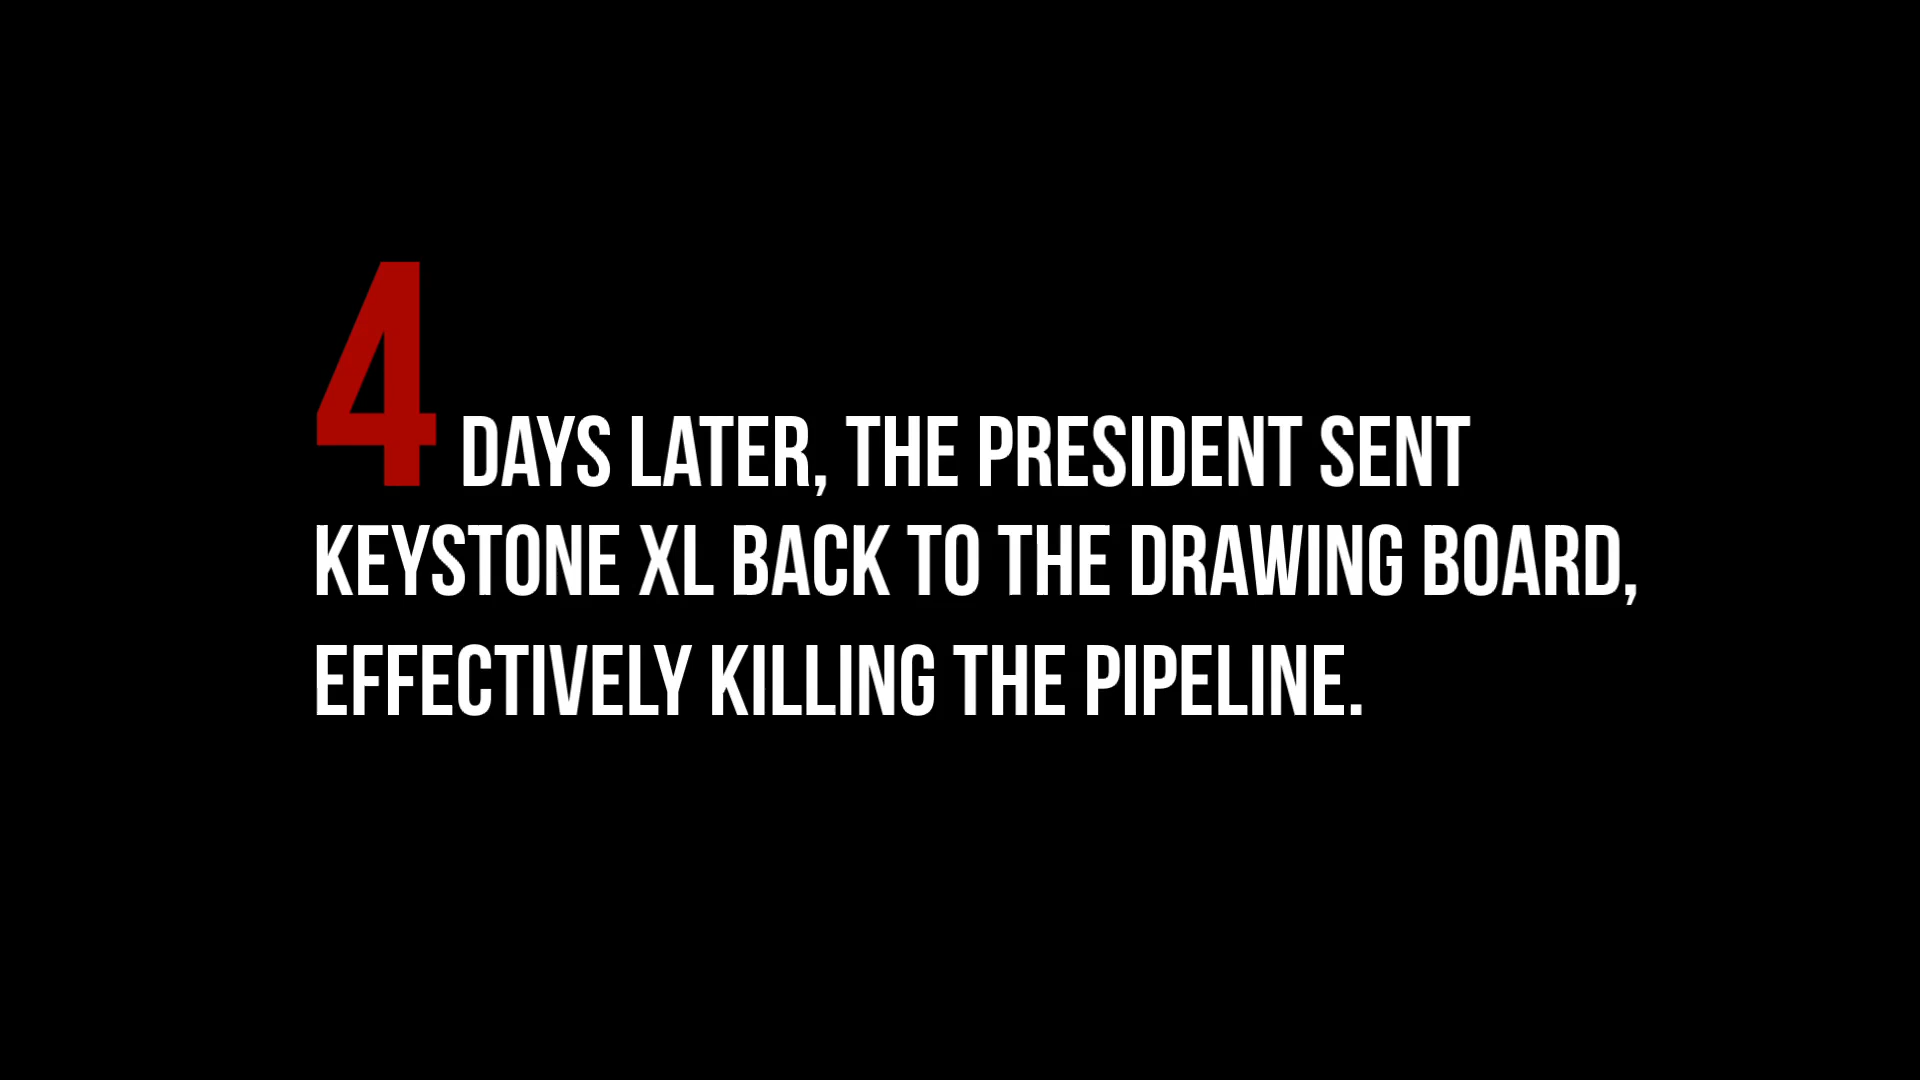 4 DAYS LATER, THE PRESIDENT SENT
KEYSTONE XL BACK TO THE DRAWING BOARD,
EFFECTIVELY KILLING THE PIPELINE.